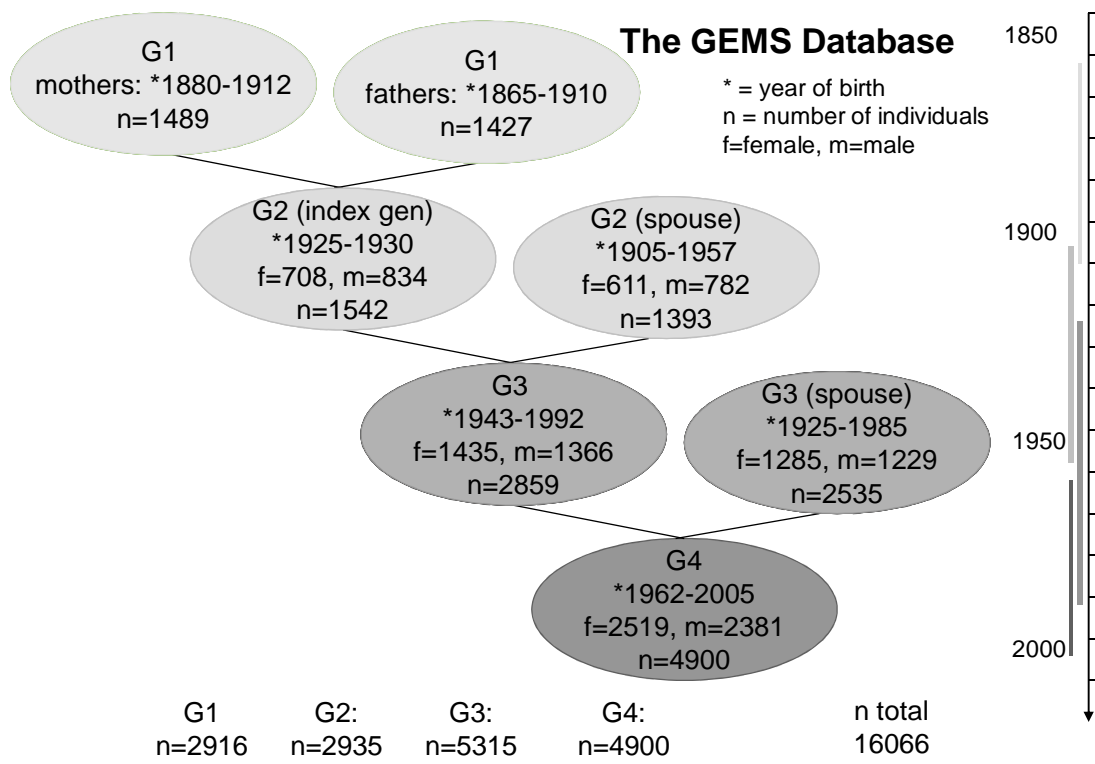 The GEMS Database
* = year of birth
n = number of individuals
f=female, m=male
G1
mothers: *1880-1912
n=1489
G1
fathers: *1865-1910
n=1427
G2 (index gen)
*1925-1930
f=708, m=834
n=1542
G2 (spouse)
*1905-1957
f=611, m=782
n=1393
G3
*1943-1992
f=1435, m=1366
n=2859
G3 (spouse)
*1925-1985
f=1285, m=1229
n=2535
G4
*1962-2005
f=2519, m=2381
n=4900
1850
1900
1950
2000
G1
n=2916
G2:
n=2935
G3:
n=5315
G4:
n=4900
n total
16066